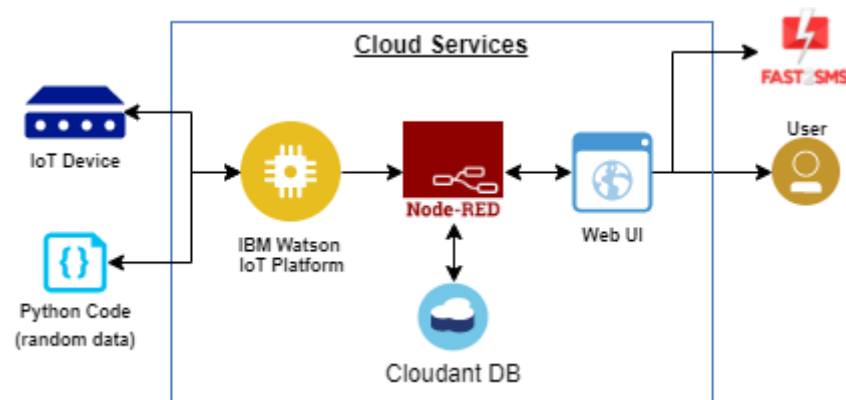 Cloud Services
FAST2SMS
IoT Device
User
Node-RED
IBM Watson
IoT Platform
Web UI
Python Code
(random data)
Cloudant DB